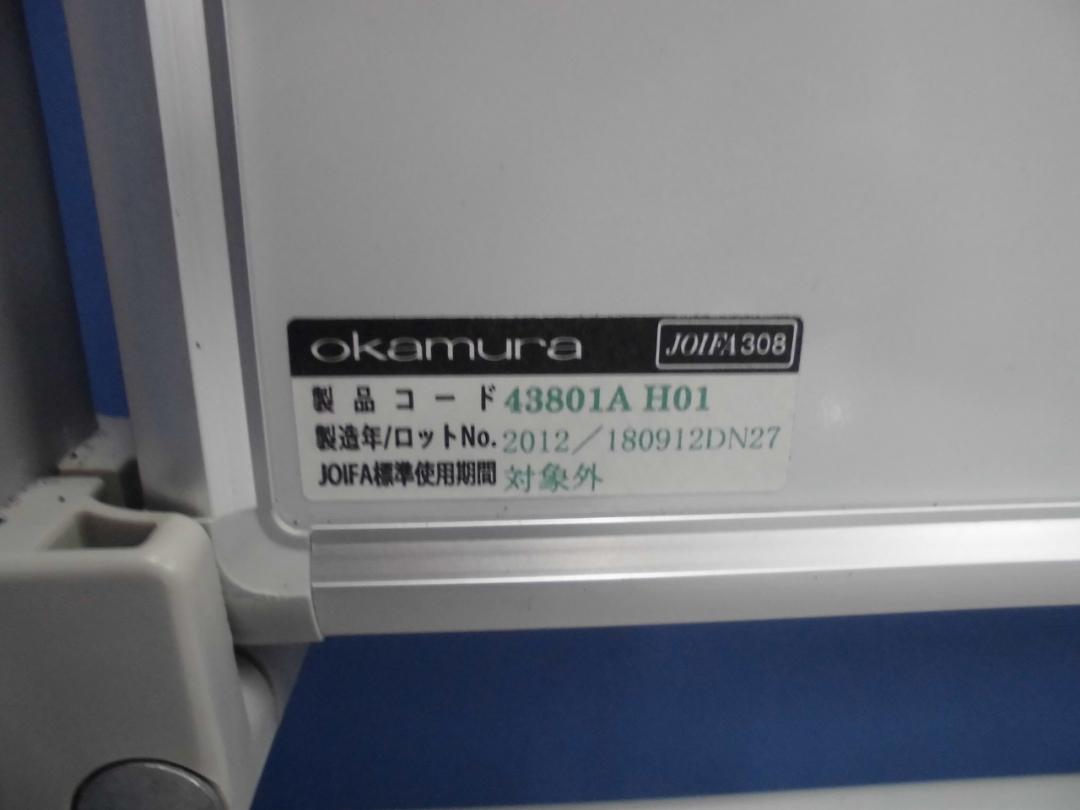 okamura JOIFA308
製品コード 43801A H01
製造年/ロットNo. 2012/180912DN27
JOIFA標準使用期間 対象外